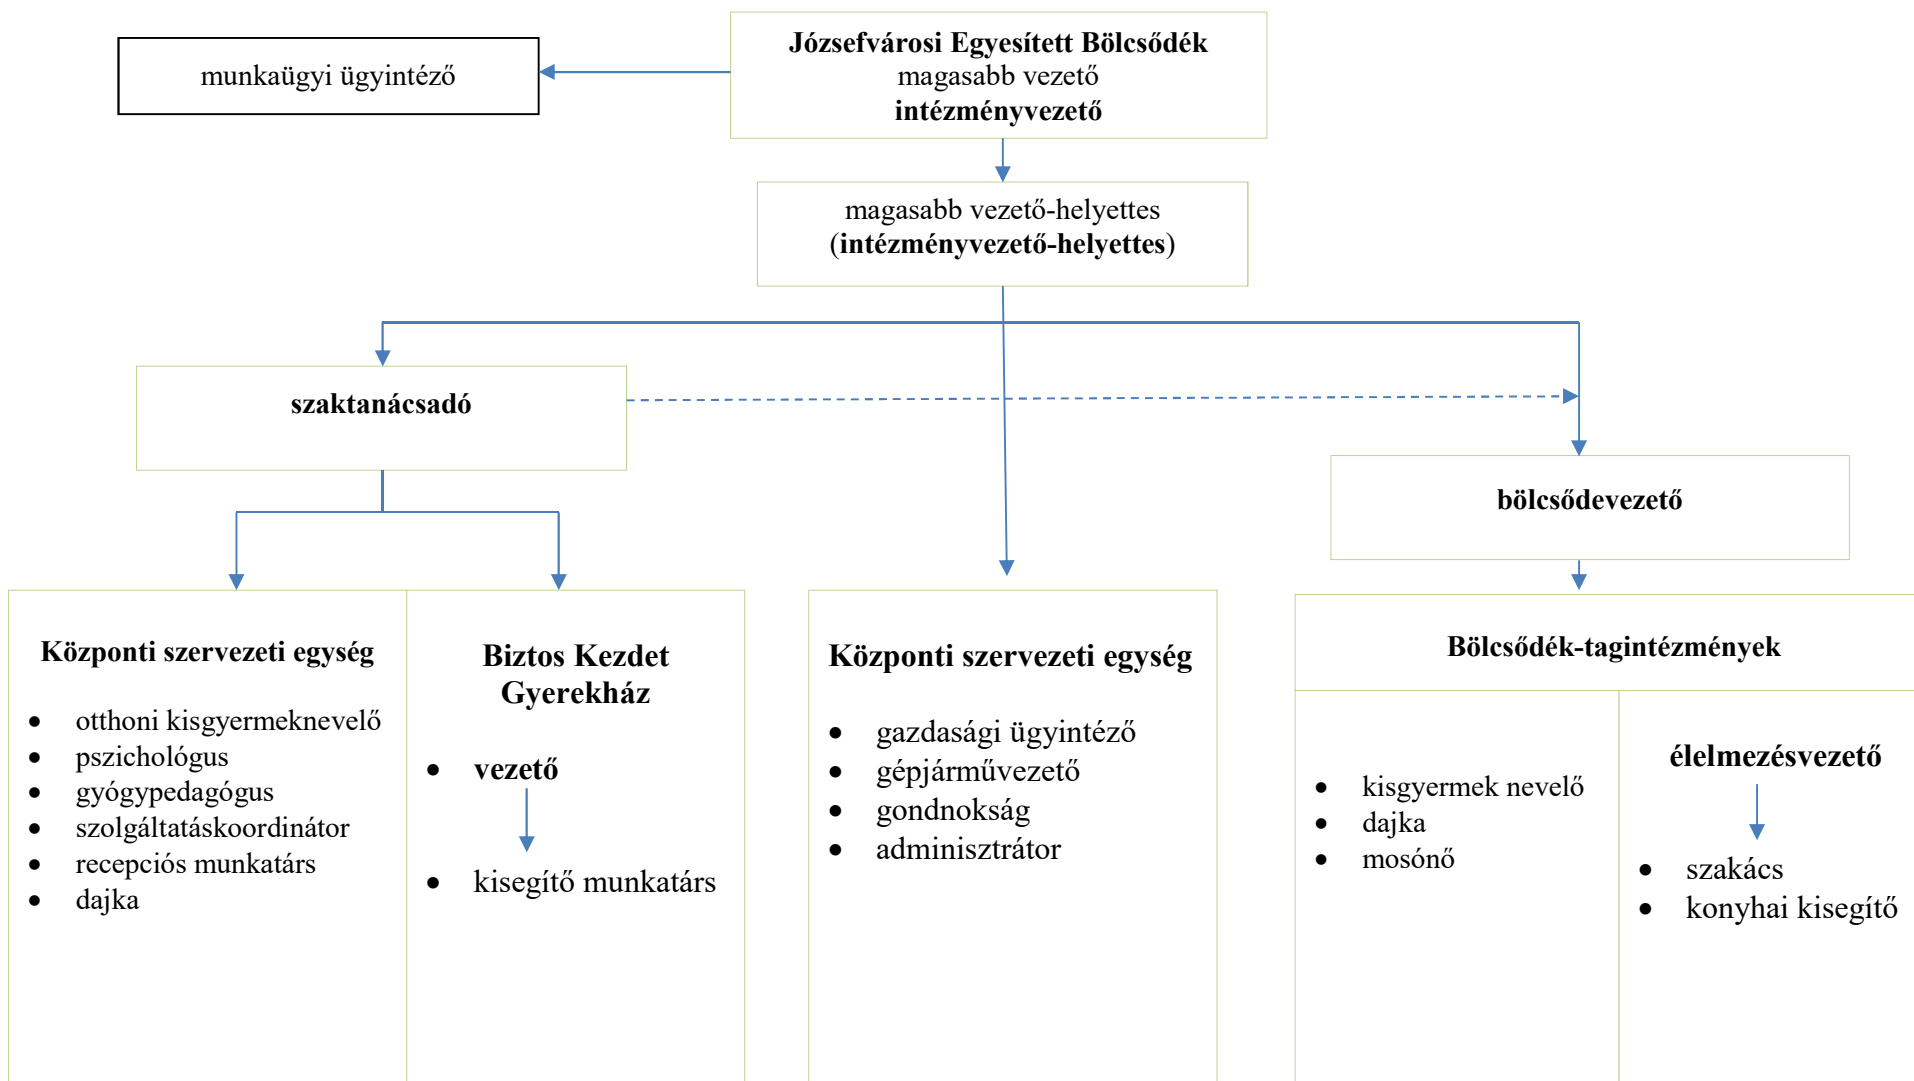 munkaügyi ügyintéző
Józsefvárosi Egyesített Bölcsődék
magasabb vezető
intézményvezető
magasabb vezető-helyettes
(intézményvezető-helyettes)
szaktanácsadó
bölcsődevezető
Központi szervezeti egység
• otthoni kisgyermeknevelő
• pszichológus
• gyógypedagógus
• szolgáltatáskoordinátor
• recepciós munkatárs
• dajka
Biztos Kezdet
Gyerekház
• vezető
• kisegítő munkatárs
Központi szervezeti egység
• gazdasági ügyintéző
• gépjárművezető
• gondnokság
• adminisztrátor
Bölcsődék-tagintézmények
• kisgyermek nevelő
• dajka
• mosónő
élelmezésvezető
• szakács
• konyhai kisegítő